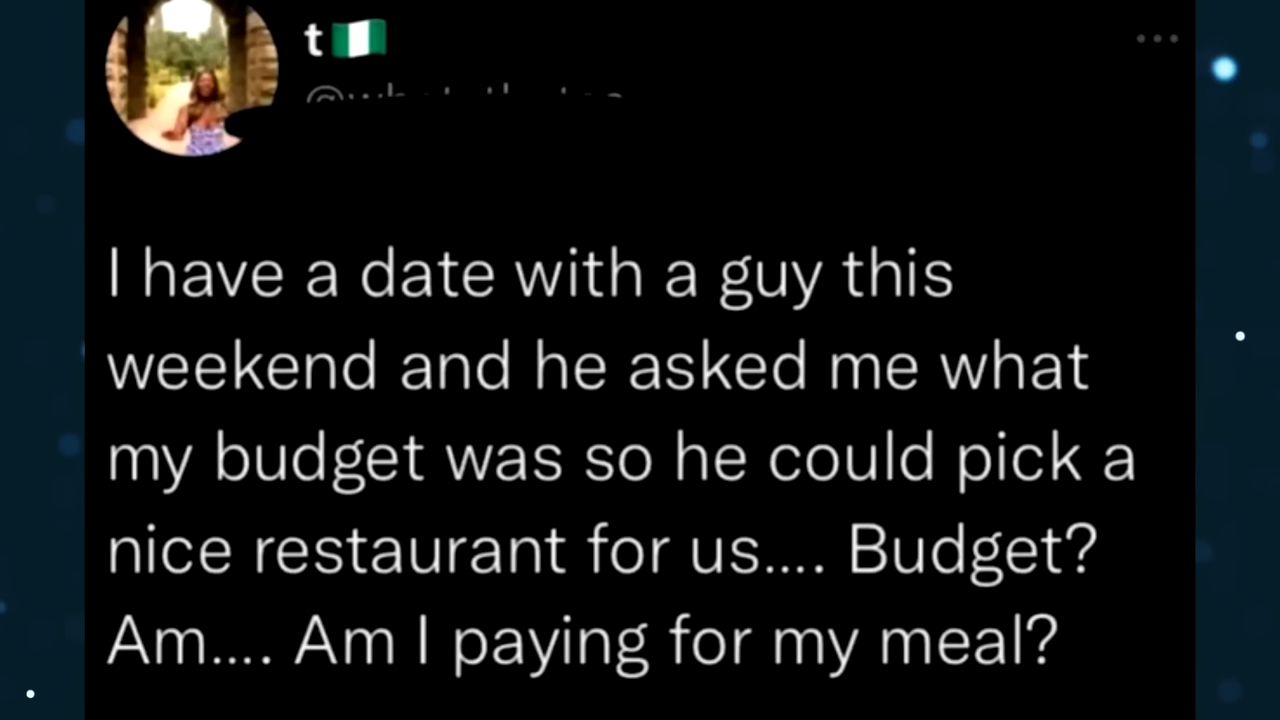 t 🇳🇬
I have a date with a guy this
weekend and he asked me what
my budget was so he could pick a
nice restaurant for us.... Budget?
Am.... Am I paying for my meal?